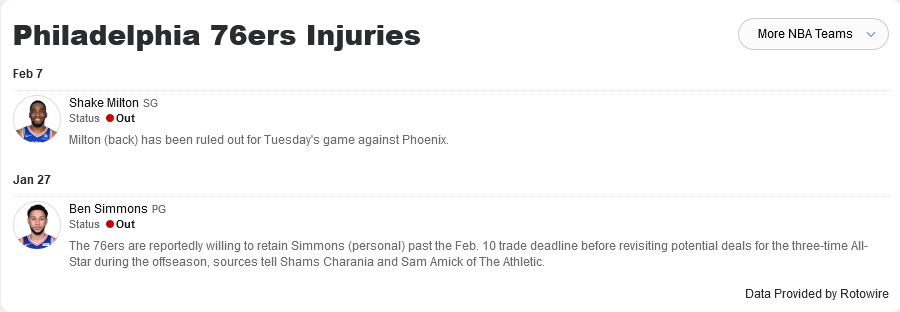 Philadelphia 76ers Injuries
More NBA Teams
Feb 7
Shake Milton SG
Status Out
Milton (back) has been ruled out for Tuesday's game against Phoenix.
Jan 27
Ben Simmons PG
Status Out
The 76ers are reportedly willing to retain Simmons (personal) past the Feb. 10 trade deadline before revisiting potential deals for the three-time All-
Star during the offseason, sources tell Shams Charania and Sam Amick of The Athletic.
Data Provided by Rotowire